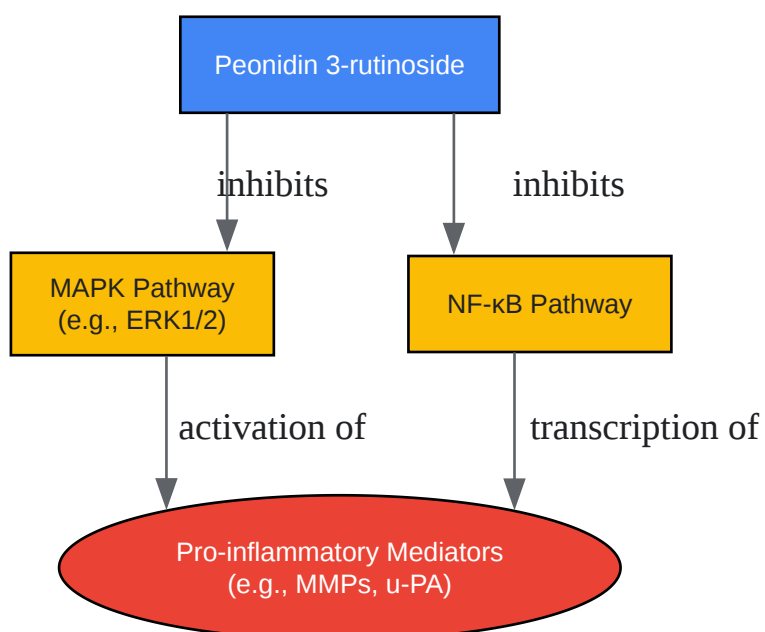 Peonidin 3-rutinoside
inhibits
inhibits
MAPK Pathway
(e.g., ERK1/2)
NF-κB Pathway
activation of
transcription of
Pro-inflammatory Mediators
(e.g., MMPs, u-PA)